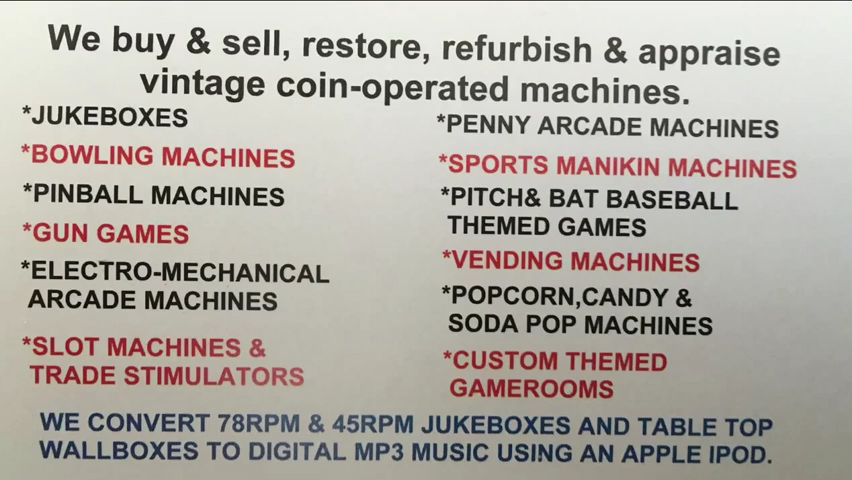 We buy & sell, restore, refurbish & appraise
vintage coin-operated machines.
*JUKEBOXES
*BOWLING MACHINES
*PINBALL MACHINES
*GUN GAMES
*ELECTRO-MECHANICAL
ARCADE MACHINES
*SLOT MACHINES &
TRADE STIMULATORS
*PENNY ARCADE MACHINES
*SPORTS MANIKIN MACHINES
*PITCH& BAT BASEBALL
THEMED GAMES
*VENDING MACHINES
*POPCORN,CANDY &
SODA POP MACHINES
*CUSTOM THEMED
GAMEROOMS
WE CONVERT 78RPM & 45RPM JUKEBOXES AND TABLE TOP
WALLBOXES TO DIGITAL MP3 MUSIC USING AN APPLE IPOD.